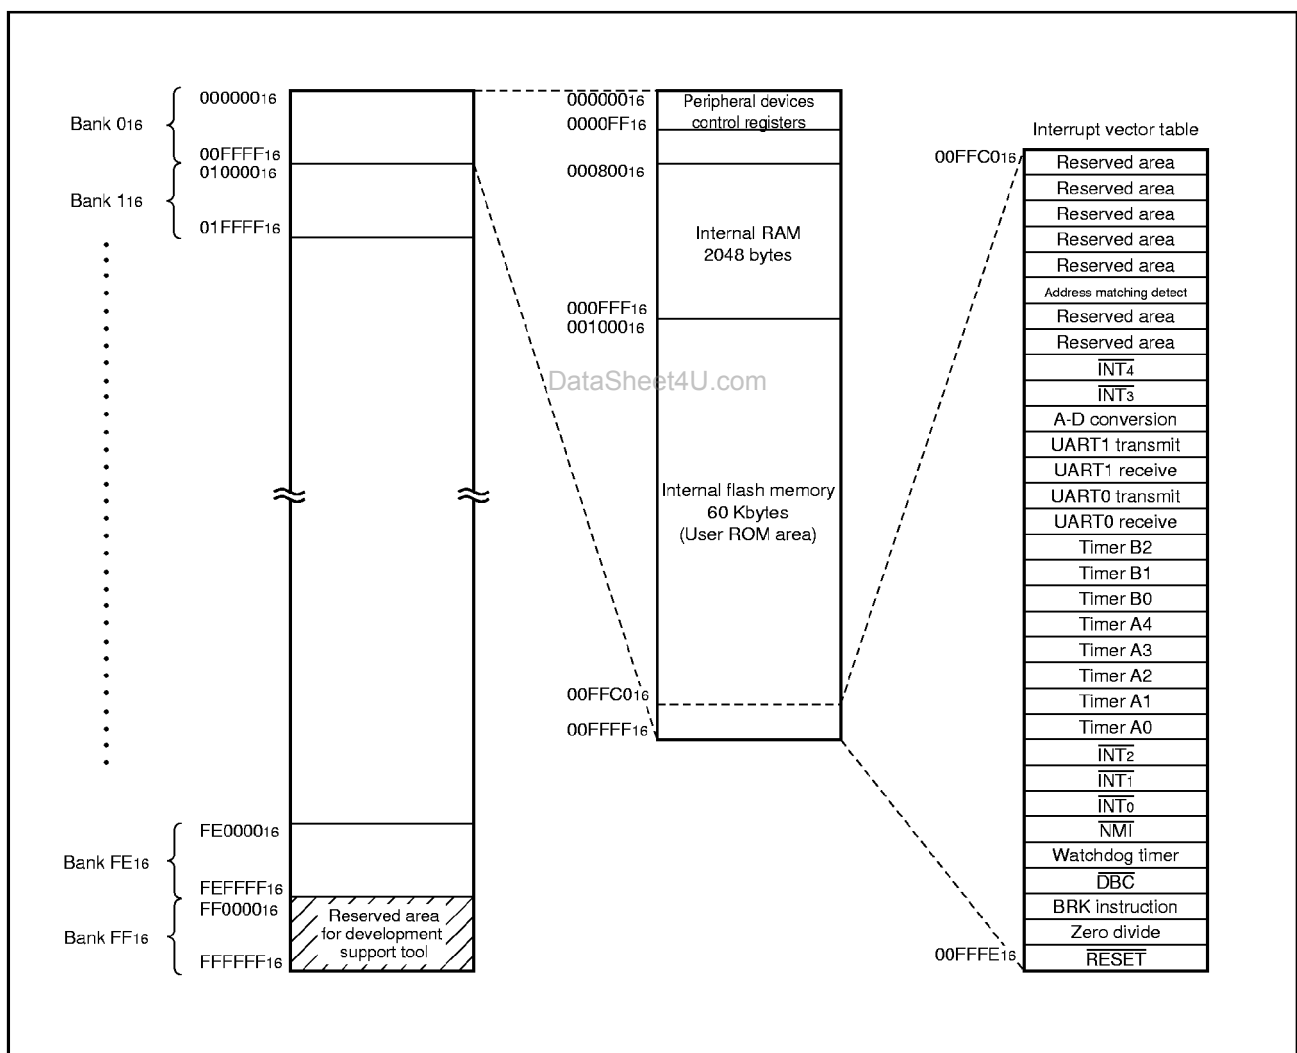 Bank 016
00000016
00FFFF16
Bank 116
01000016
01FFFF16
Bank FE16
FE000016
FEFFFF16
Bank FF16
FF000016
FFFFFF16
Reserved area
for development
support tool
00000016
0000FF16
Peripheral devices
control registers
00080016
Internal RAM
2048 bytes
000FFF16
00100016
DataSheet4U.com
Internal flash memory
60 Kbytes
(User ROM area)
00FFC016
00FFFF16
Interrupt vector table
00FFC016
Reserved area
Reserved area
Reserved area
Reserved area
Reserved area
Address matching detect
Reserved area
Reserved area
INT4
INT3
A-D conversion
UART1 transmit
UART1 receive
UART0 transmit
UART0 receive
Timer B2
Timer B1
Timer B0
Timer A4
Timer A3
Timer A2
Timer A1
Timer A0
INT2
INT1
INT0
NMI
Watchdog timer
DBC
BRK instruction
Zero divide
00FFFE16
RESET